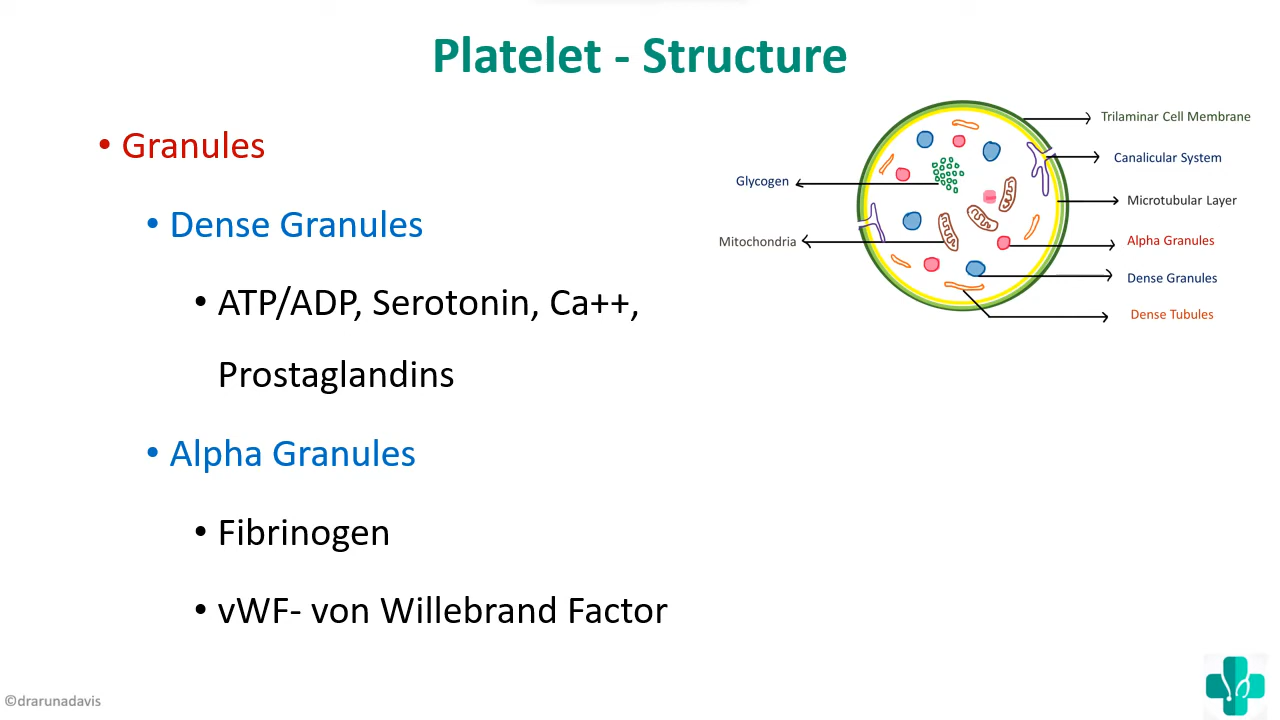 Platelet - Structure
• Granules
• Dense Granules
• ATP/ADP, Serotonin, Ca++,
Prostaglandins
• Alpha Granules
• Fibrinogen
• vWF- von Willebrand Factor
Glycogen
Mitochondria
Trilaminar Cell Membrane
Canalicular System
Microtubular Layer
Alpha Granules
Dense Granules
Dense Tubules
©drarunadavis